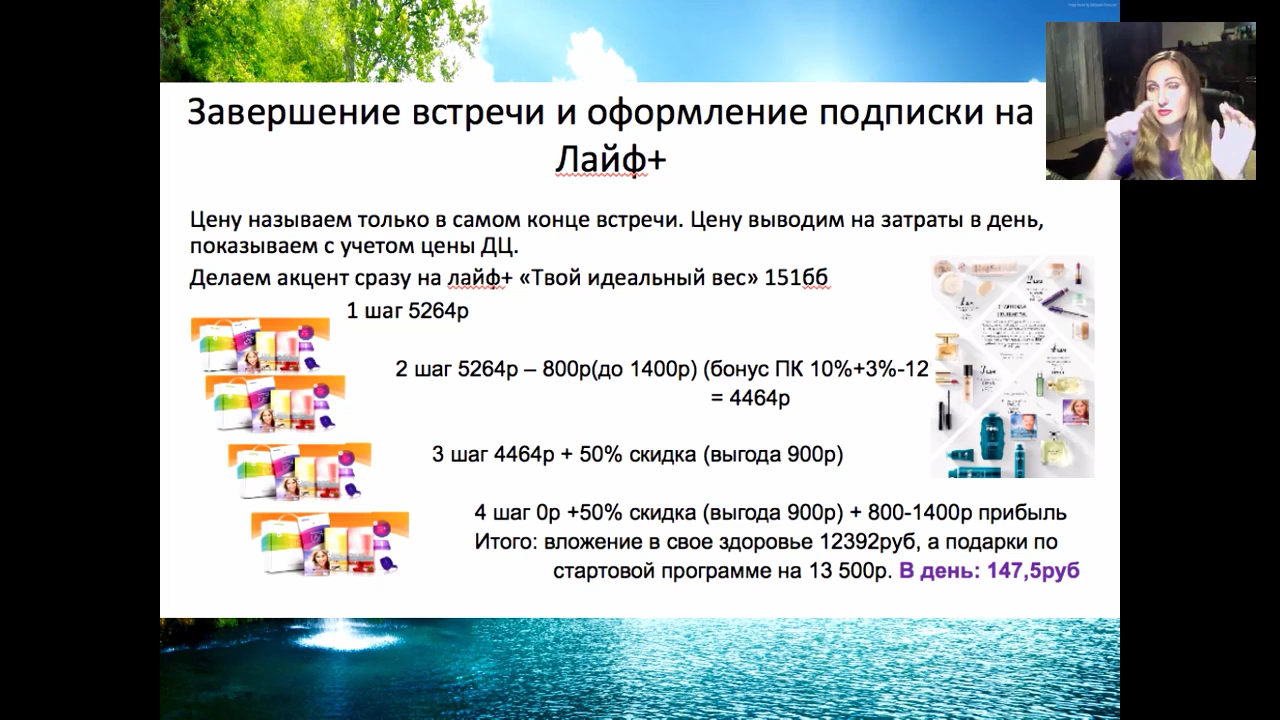 Завершение встречи и оформление подписки на
Лайф+
Цену называем только в самом конце встречи. Цену выводим на затраты в день,
показываем с учетом цены ДЦ.
Делаем акцент сразу на лайф+ «Твой идеальный вес» 151бб
1 шаг 5264р
2 шаг 5264р – 800р(до 1400р) (бонус ПК 10%+3%-12
= 4464р
3 шаг 4464р + 50% скидка (выгода 900р)
4 шаг 0р +50% скидка (выгода 900р) + 800-1400р прибыль
Итого: вложение в свое здоровье 12392руб, а подарки по
стартовой программе на 13 500р. В день: 147,5руб